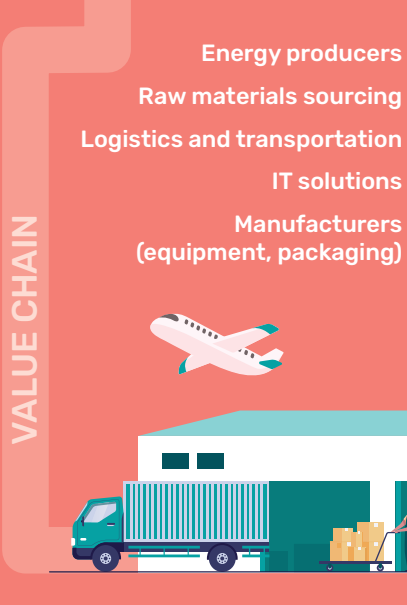 Energy producers
Raw materials sourcing
Logistics and transportation
IT solutions
Manufacturers
(equipment, packaging)
VALUE CHAIN